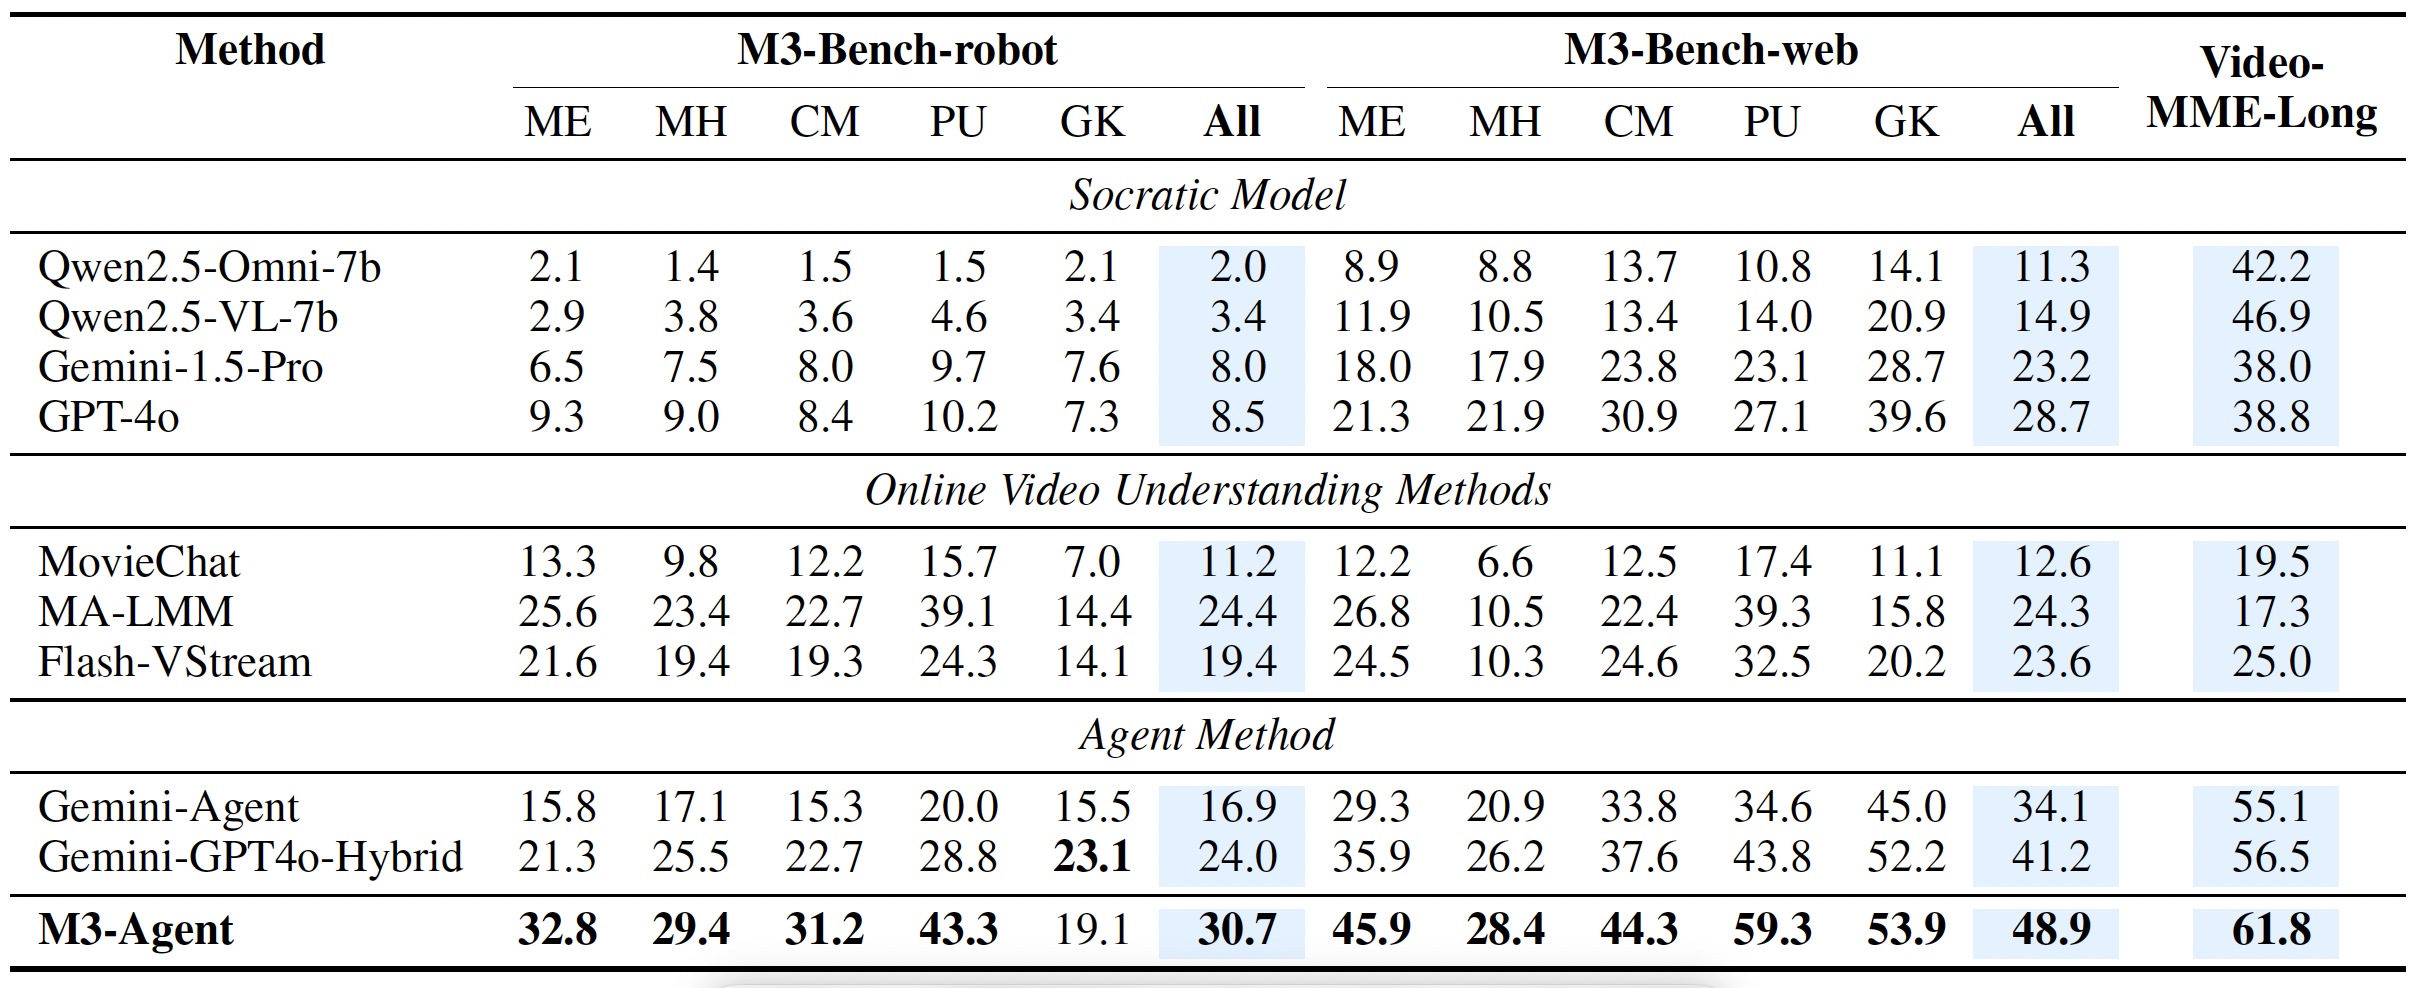 Method M3-Bench-robot M3-Bench-web Video-
MME-Long
ME MH CM PU GK All ME MH CM PU GK All
Socratic Model
Qwen2.5-Omni-7b 2.1 1.4 1.5 1.5 2.1 2.0 8.9 8.8 13.7 10.8 14.1 11.3 42.2
Qwen2.5-VL-7b 2.9 3.8 3.6 4.6 3.4 3.4 11.9 10.5 13.4 14.0 20.9 14.9 46.9
Gemini-1.5-Pro 6.5 7.5 8.0 9.7 7.6 8.0 18.0 17.9 23.8 23.1 28.7 23.2 38.0
GPT-4o 9.3 9.0 8.4 10.2 7.3 8.5 21.3 21.9 30.9 27.1 39.6 28.7 38.8
Online Video Understanding Methods
MovieChat 13.3 9.8 12.2 15.7 7.0 11.2 12.2 6.6 12.5 17.4 11.1 12.6 19.5
MA-LMM 25.6 23.4 22.7 39.1 14.4 24.4 26.8 10.5 22.4 39.3 15.8 24.3 17.3
Flash-VStream 21.6 19.4 19.3 24.3 14.1 19.4 24.5 10.3 24.6 32.5 20.2 23.6 25.0
Agent Method
Gemini-Agent 15.8 17.1 15.3 20.0 15.5 16.9 29.3 20.9 33.8 34.6 45.0 34.1 55.1
Gemini-GPT4o-Hybrid 21.3 25.5 22.7 28.8 23.1 24.0 35.9 26.2 37.6 43.8 52.2 41.2 56.5
M3-Agent 32.8 29.4 31.2 43.3 19.1 30.7 45.9 28.4 44.3 59.3 53.9 48.9 61.8